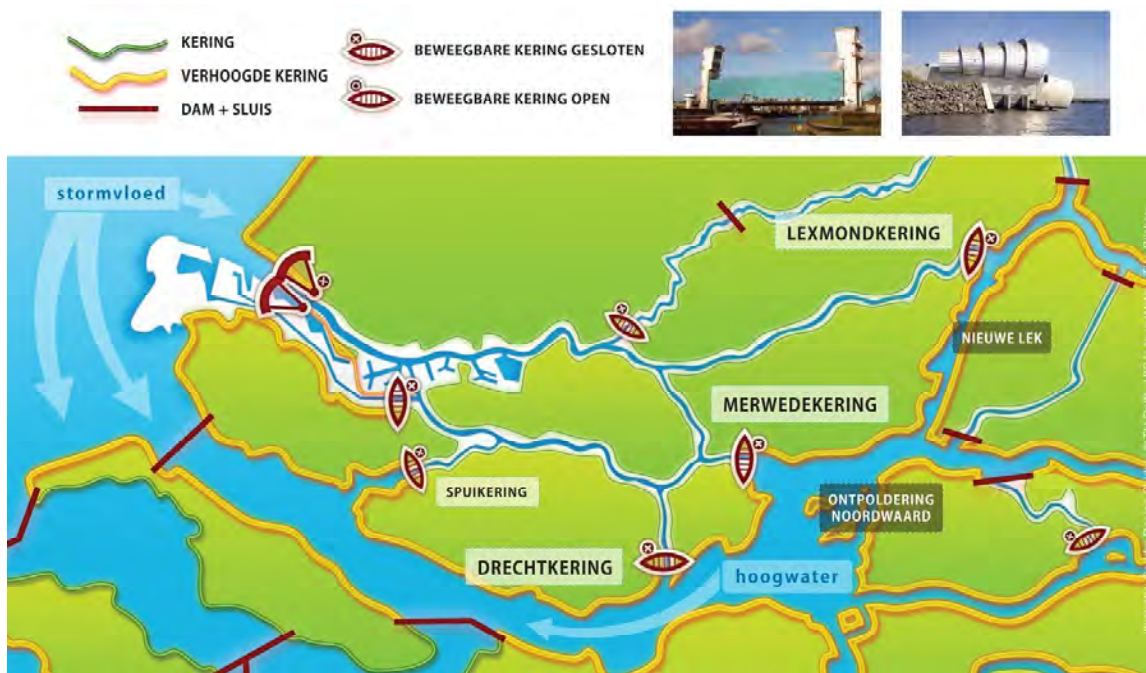 KERING
VERHOOGDE KERING
DAM + SLUIS
BEWEEGBARE KERING GESLOTEN
BEWEEGBARE KERING OPEN
stormvloed
LEXMONDKERING
NIEUWE LEK
MERWEDEKERING
SPUIKERING
ONTPOLDERING
NOORDWAARD
DRECHTKERING
hoogwater